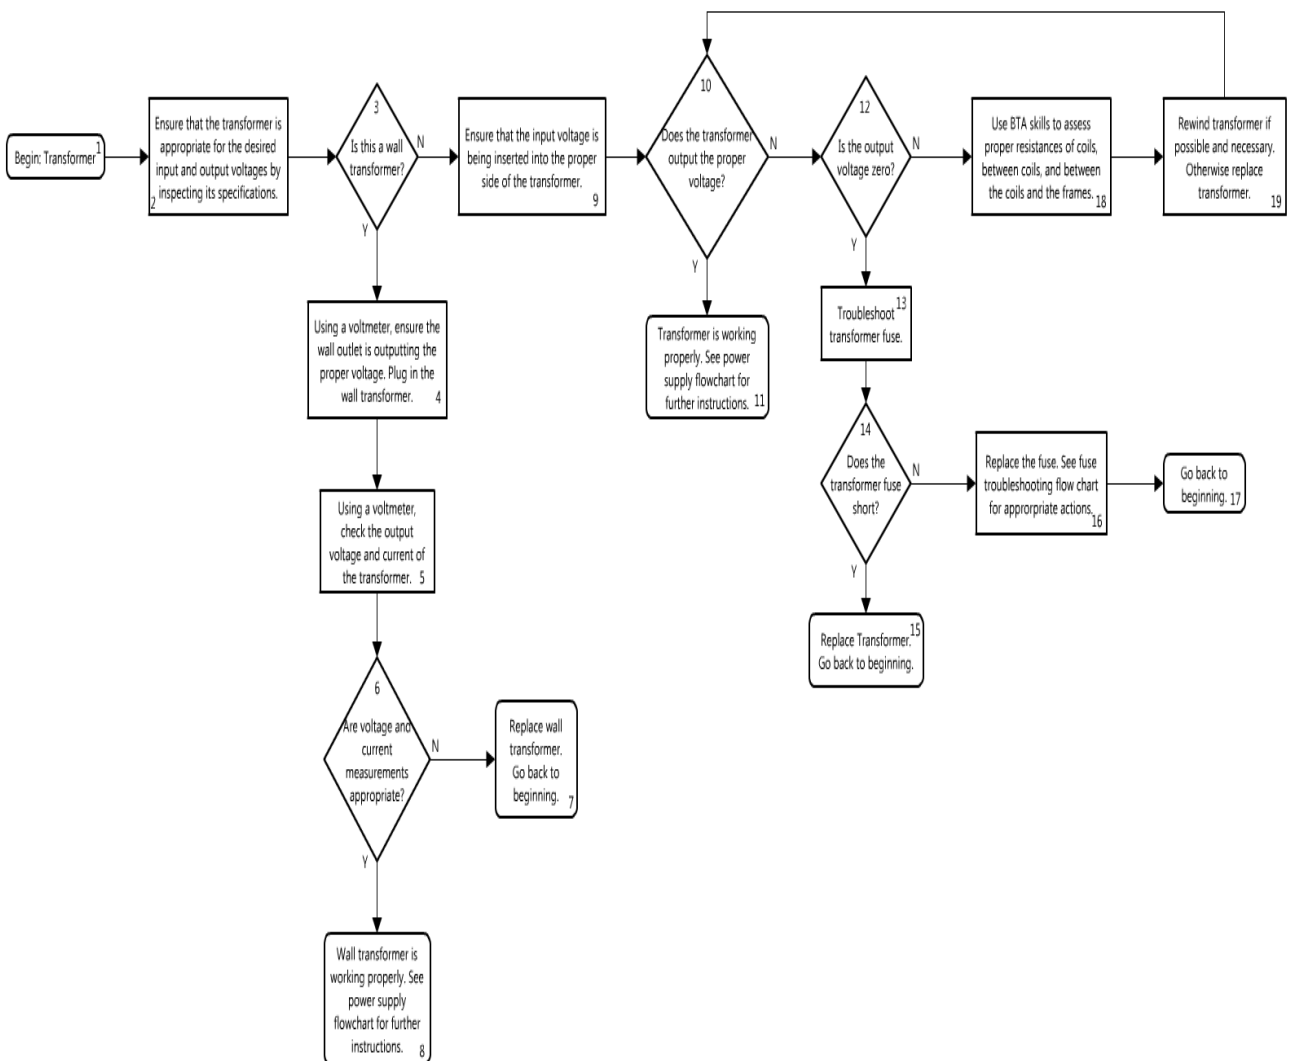 Begin: Transformer 1
Ensure that the transformer is
appropriate for the desired
input and output voltages by
inspecting its specifications.
2
3
Is this a wall
transformer?
N
Y
Using a voltmeter, ensure the
wall outlet is outputting the
proper voltage. Plug in the
wall transformer. 4
Using a voltmeter,
check the output
voltage and current of
the transformer. 5
6
Are voltage and
current
measurements
appropriate?
N
Replace wall
transformer.
Go back to
beginning. 7
Y
Wall transformer is
working properly. See
power supply
flowchart for further
instructions. 8
Ensure that the input voltage is
being inserted into the proper
side of the transformer.
9
10
Does the transformer
output the proper
voltage?
N
Y
Transformer is working
properly. See power
supply flowchart for
further instructions. 11
12
Is the output
voltage zero?
N
Y
13
Troubleshoot
transformer fuse.
14
Does the
transformer fuse
short?
N
Y
15
Replace Transformer.
Go back to beginning.
Replace the fuse. See fuse
troubleshooting flow chart
for approrpriate actions.
16
Go back to
beginning. 17
Use BTA skills to assess
proper resistances of coils,
between coils, and between
the coils and the frames. 18
Rewind transformer if
possible and necessary.
Otherwise replace
transformer. 19